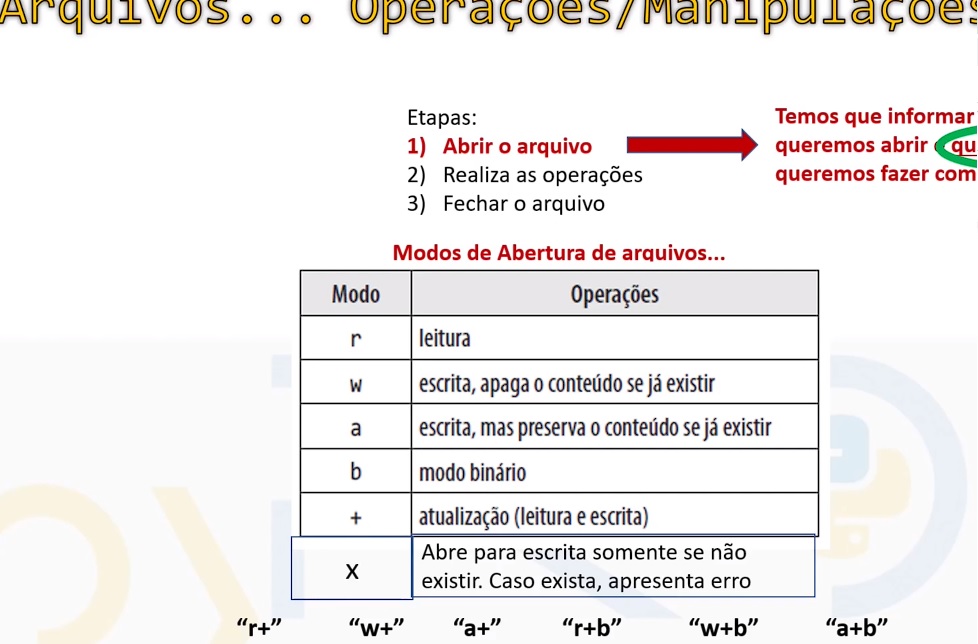 Arquivos... Operações/Manipulações
Etapas:
1) Abrir o arquivo
2) Realiza as operações
3) Fechar o arquivo
Temos que informar
queremos abrir
queremos fazer com
Modos de Abertura de arquivos...
Modo Operações
r leitura
w escrita, apaga o conteúdo se já existir
a escrita, mas preserva o conteúdo se já existir
b modo binário
+ atualização (leitura e escrita)
X Abre para escrita somente se não
existir. Caso exista, apresenta erro
“r+” “w+” “a+” “r+b” “w+b” “a+b”